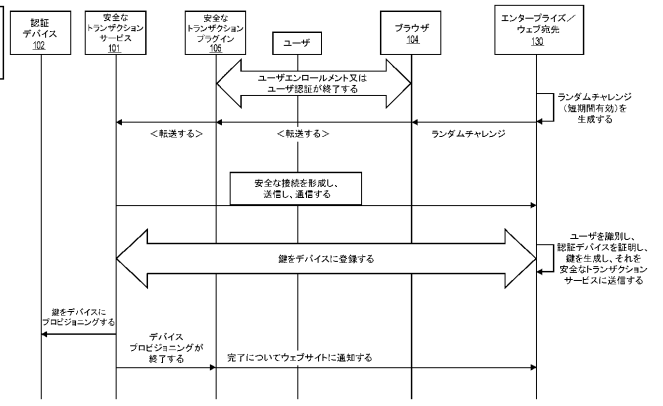 認証
デバイス
102
安全な
トランザクション
サービス
101
安全な
トランザクション
プラグイン
106
ユーザ
ブラウザ
104
エンタープライズ／
ウェブ宛先
130
ユーザエンロールメント又は
ユーザ認証が終了する
ランダムチャレンジ
（短期間有効）を
生成する
＜転送する＞
＜転送する＞
ランダムチャレンジ
安全な接続を形成し、
送信し、通信する
鍵をデバイスに登録する
ユーザを識別し、
認証デバイスを証明し、
鍵を生成し、それを
安全なトランザクション
サービスに送信する
鍵をデバイスに
プロビジョニングする
デバイス
プロビジョニングが
終了する
完了についてウェブサイトに通知する